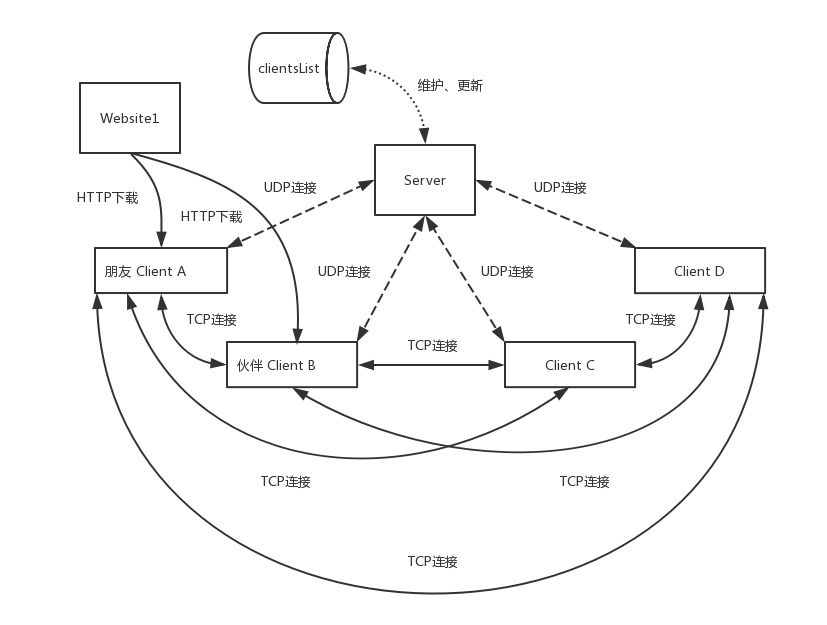 clientsList
维护、更新
Website1
Server
HTTP下载
UDP连接
UDP连接
HTTP下载
朋友 Client A
UDP连接
UDP连接
Client D
TCP连接
TCP连接
TCP连接
伙伴 Client B
Client C
TCP连接
TCP连接
TCP连接